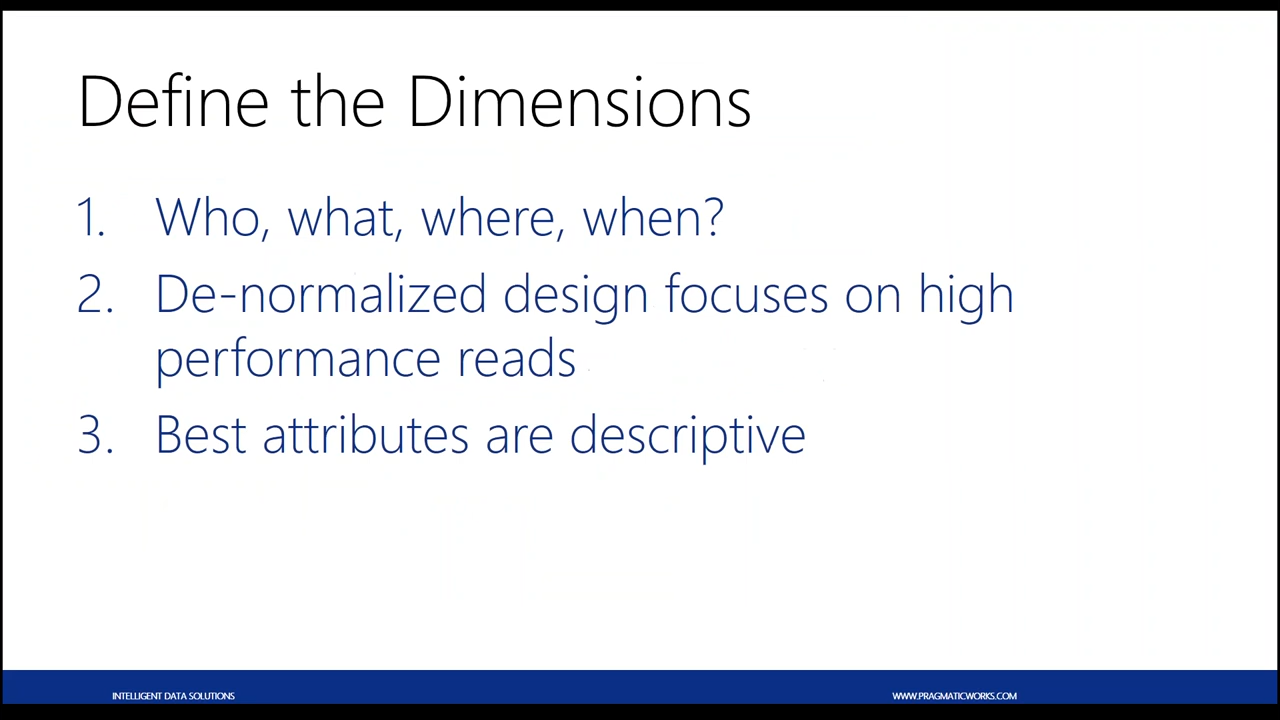 Define the Dimensions
1. Who, what, where, when?
2. De-normalized design focuses on high
performance reads
3. Best attributes are descriptive
INTELLIGENT DATA SOLUTIONS
WWW.PRAGMATICWORKS.COM